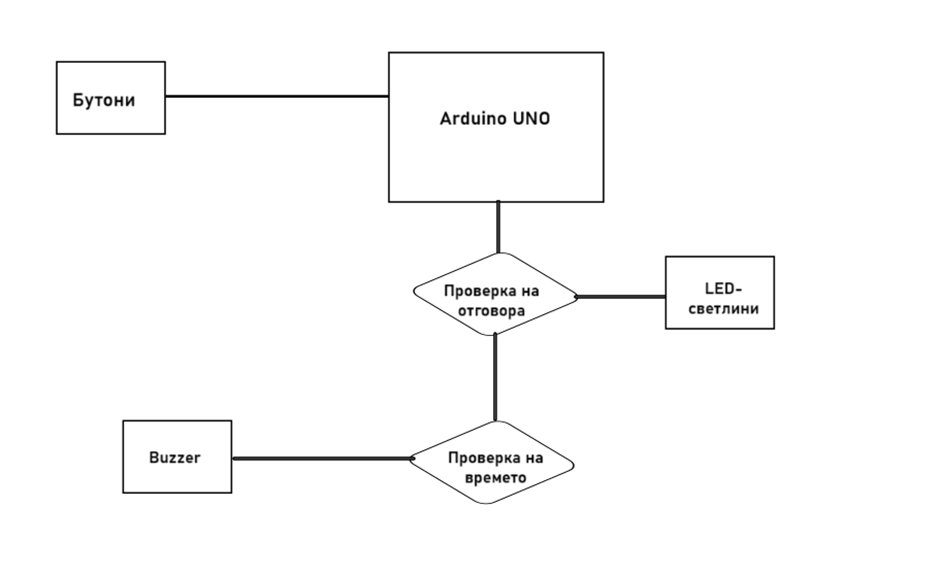 Бутони
Arduino UNO
Проверка на
отговора
LED-
светлини
Buzzer
Проверка на
времето